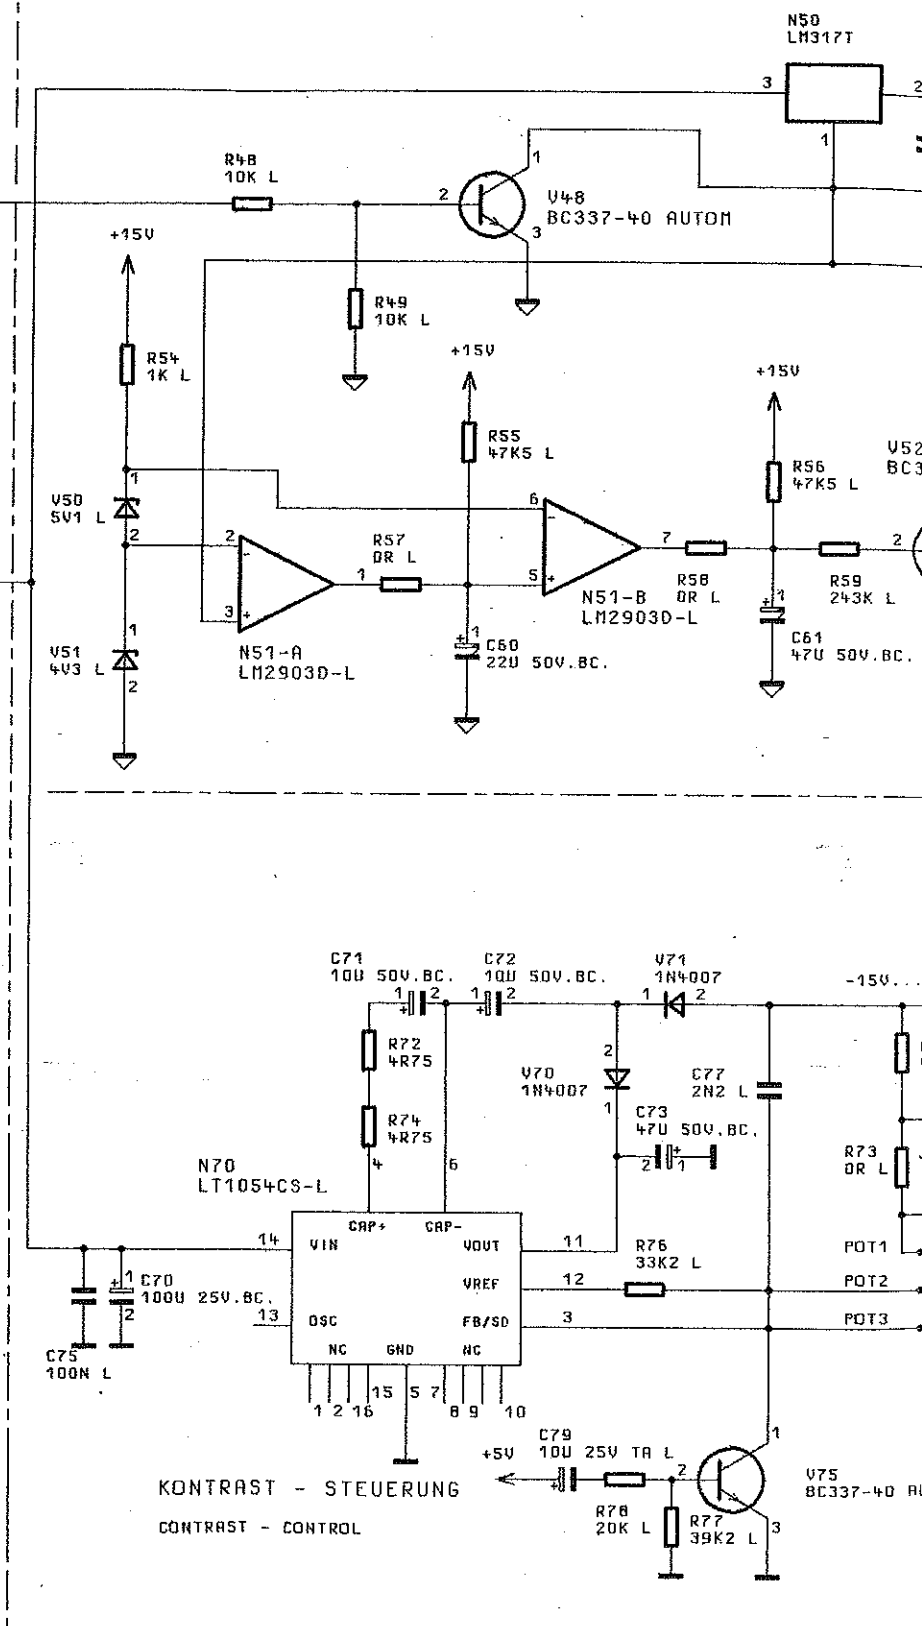 N50
LM317T
3
2
1
R48
10K L
2
1
V48
BC337-40 AUTOM
3
+15V
R49
10K L
R54
1K L
+15V
R55
47K5 L
+15V
R56
47K5 L
V52
BC3
V50
5V1 L
1
2
2
-
3
+
R57
0R L
1
6
-
5
+
7
R58
0R L
N51-B
LM2903D-L
2
R59
243K L
V51
4V3 L
1
2
N51-A
LM2903D-L
+
1
C60
22U 50V.BC.
+
1
C61
47U 50V.BC.
C71
10U 50V.BC.
C72
10U 50V.BC.
V71
1N4007
-15V...
1
+
2
1
+
2
1
2
R72
4R75
R74
4R75
2
V70
1N4007
1
C77
2N2 L
C73
47U 50V.BC.
2
+
1
R73
0R L
4
6
N70
LT1054CS-L
CAP+
CAP-
14
VIN
VOUT
11
VREF
12
R76
33K2 L
13
OSC
FB/SD
3
NC
GND
NC
1
2
16
15
5
7
8
9
10
POT1
POT2
POT3
+
1
C70
100U 25V.BC.
2
C75
100N L
+5V
C79
10U 25V TA L
+
R78
20K L
2
R77
39K2 L
1
3
V75
BC337-40 AU
KONTRAST - STEUERUNG
CONTRAST - CONTROL